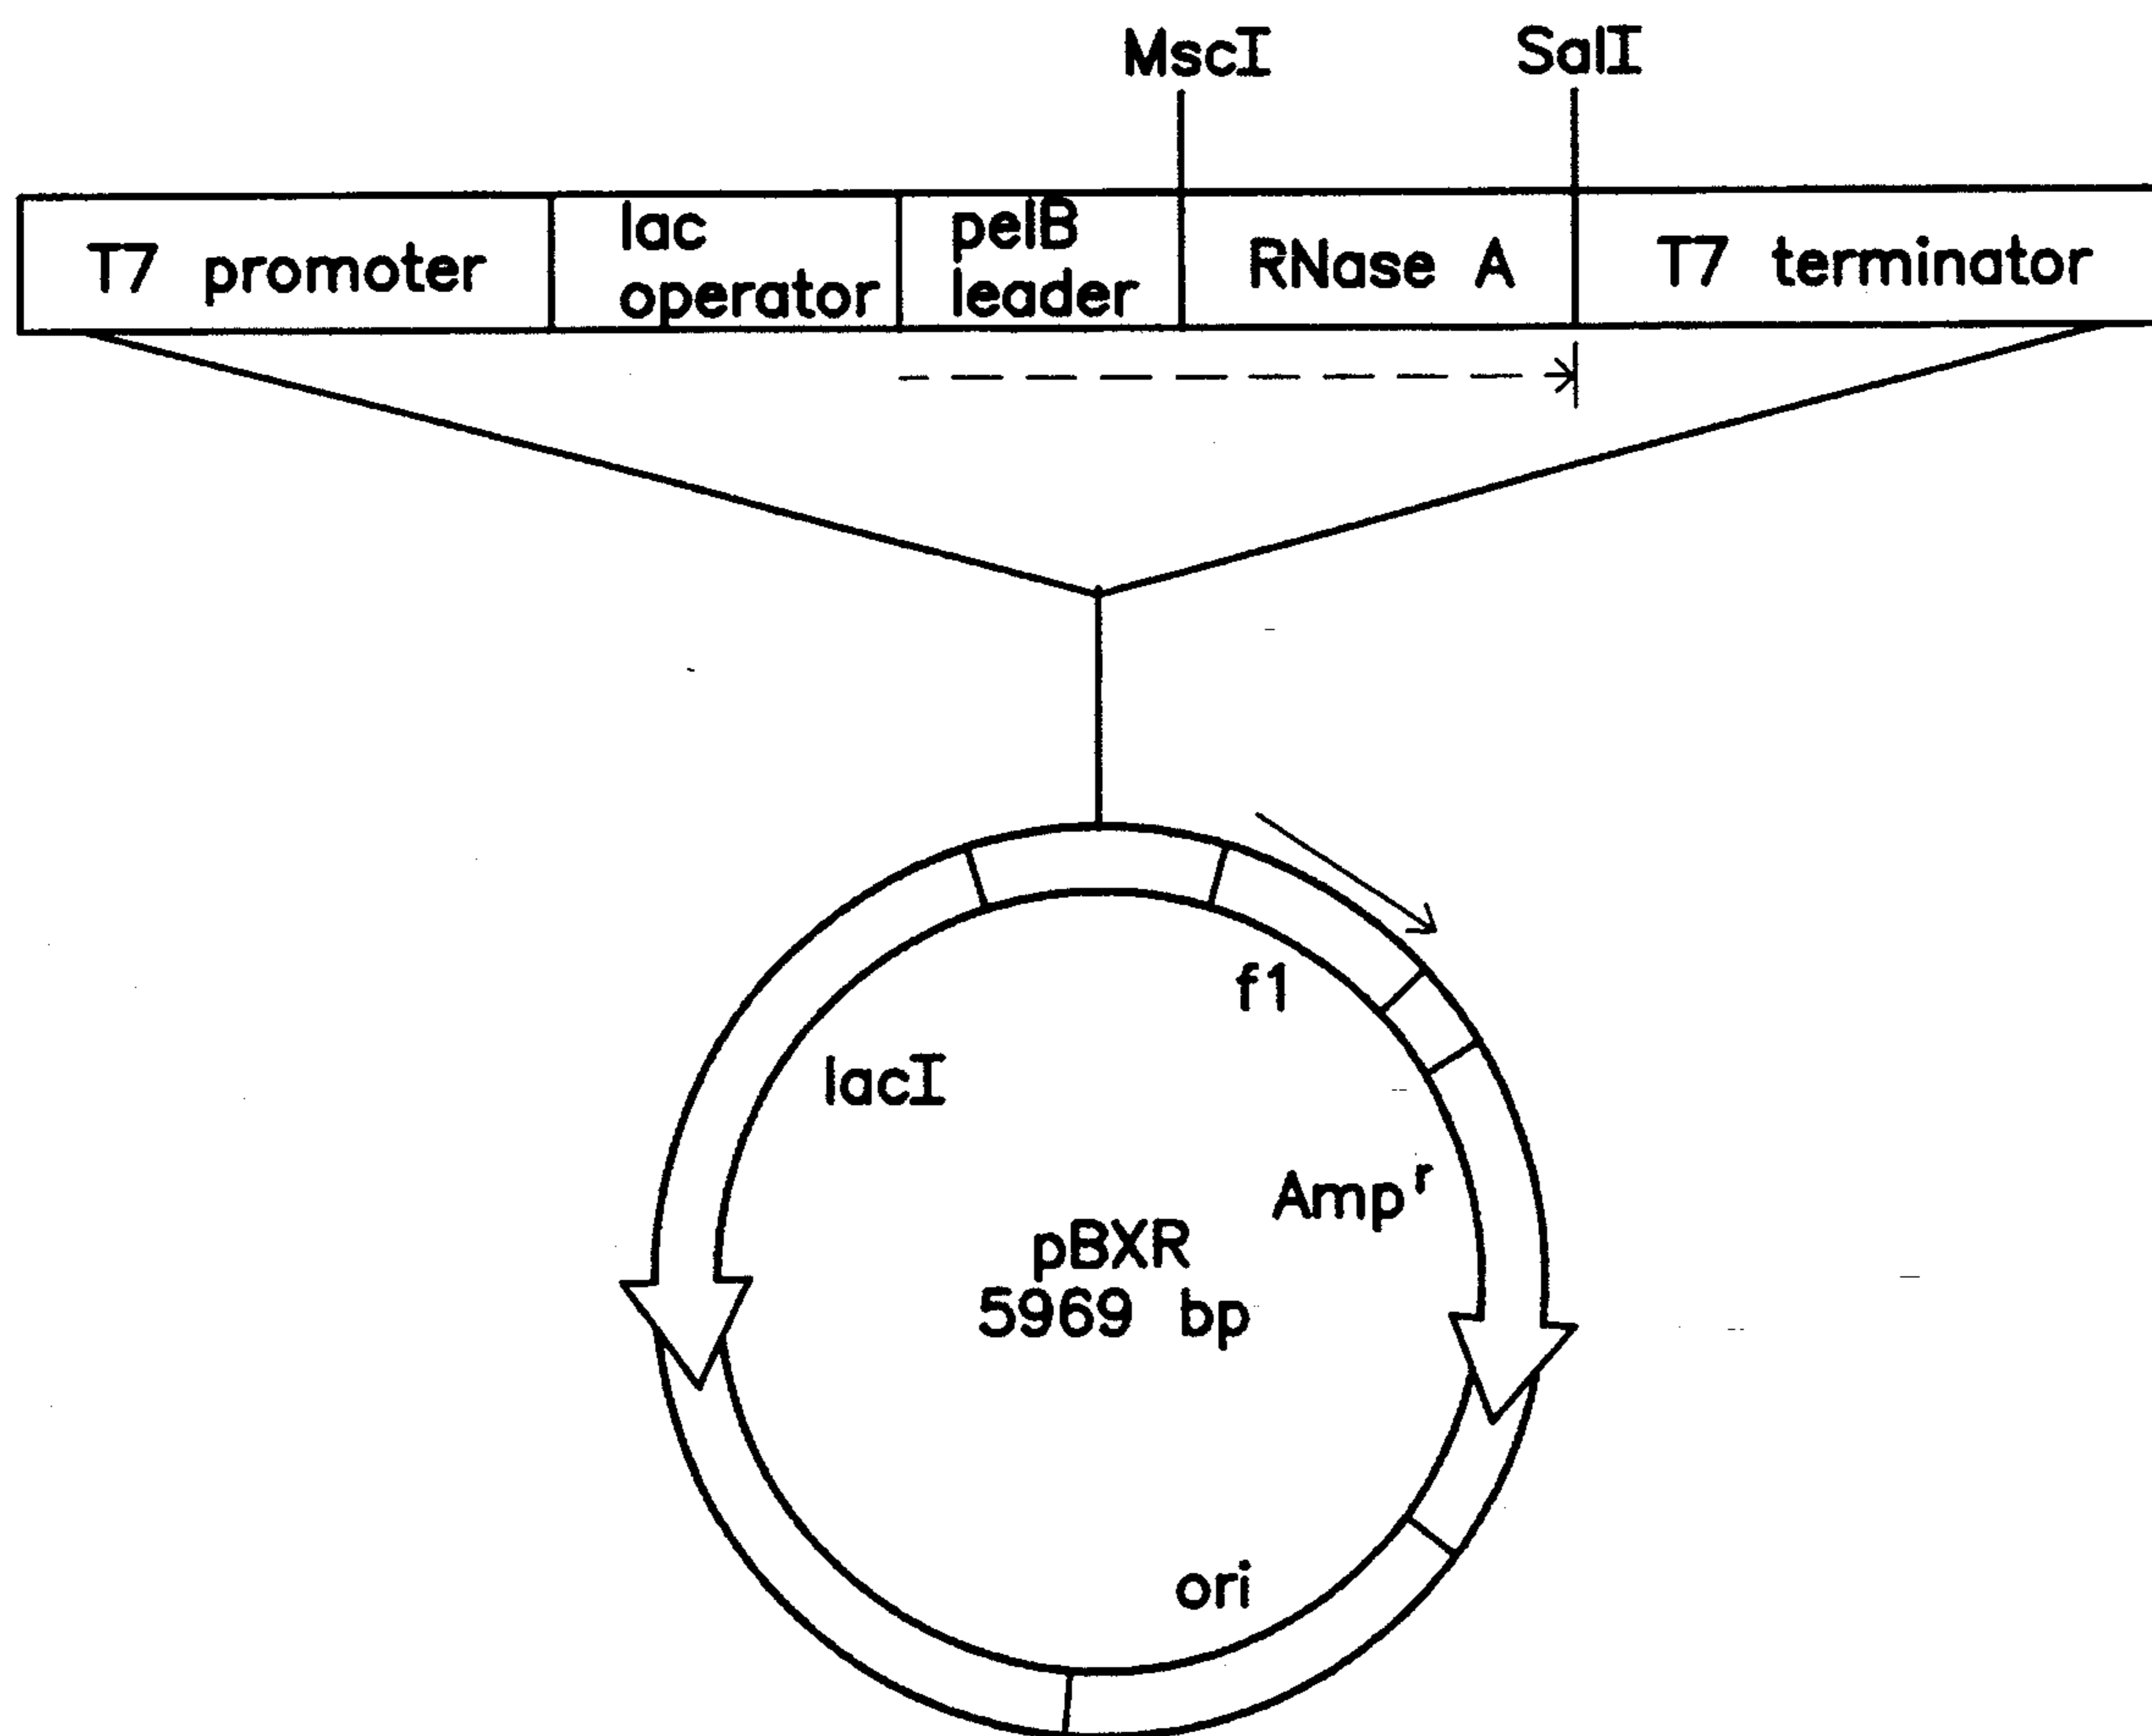 MscI
SalI
T7 promoter
lac
operator
pelB
leader
RNase A
T7 terminator
f1
lacI
Amp^r
pBXR
5969 bp
ori